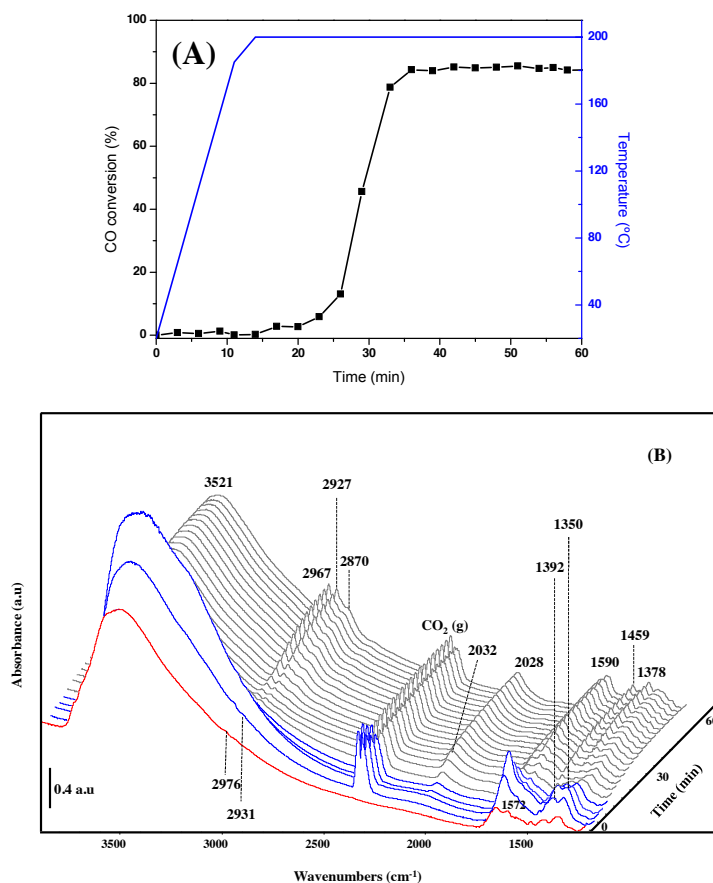 (A)
CO conversion (%)
100
80
60
40
20
0
0 10 20 30 40 50 60
Time (min)
200
160
120
80
40
Temperature (°C)
(B)
3521
2927
2967
2870
CO₂ (g)
2032
2028
1392
1350
1590
1459
1378
2976
2931
1572
0.4 a.u
Absorbance (a.u)
3500 3000 2500 2000 1500
Wavenumbers (cm⁻¹)
0
30
6
Time (min)